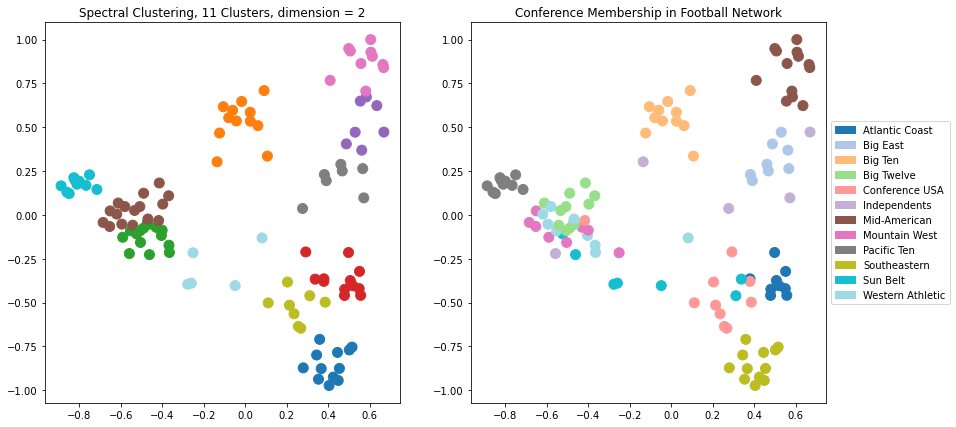 Spectral Clustering, 11 Clusters, dimension = 2
1.00
0.75
0.50
0.25
0.00
−0.25
−0.50
−0.75
−1.00
−0.8 −0.6 −0.4 −0.2 0.0 0.2 0.4 0.6
Conference Membership in Football Network
1.00
0.75
0.50
0.25
0.00
−0.25
−0.50
−0.75
−1.00
−0.8 −0.6 −0.4 −0.2 0.0 0.2 0.4 0.6
Atlantic Coast
Big East
Big Ten
Big Twelve
Conference USA
Independents
Mid-American
Mountain West
Pacific Ten
Southeastern
Sun Belt
Western Athletic